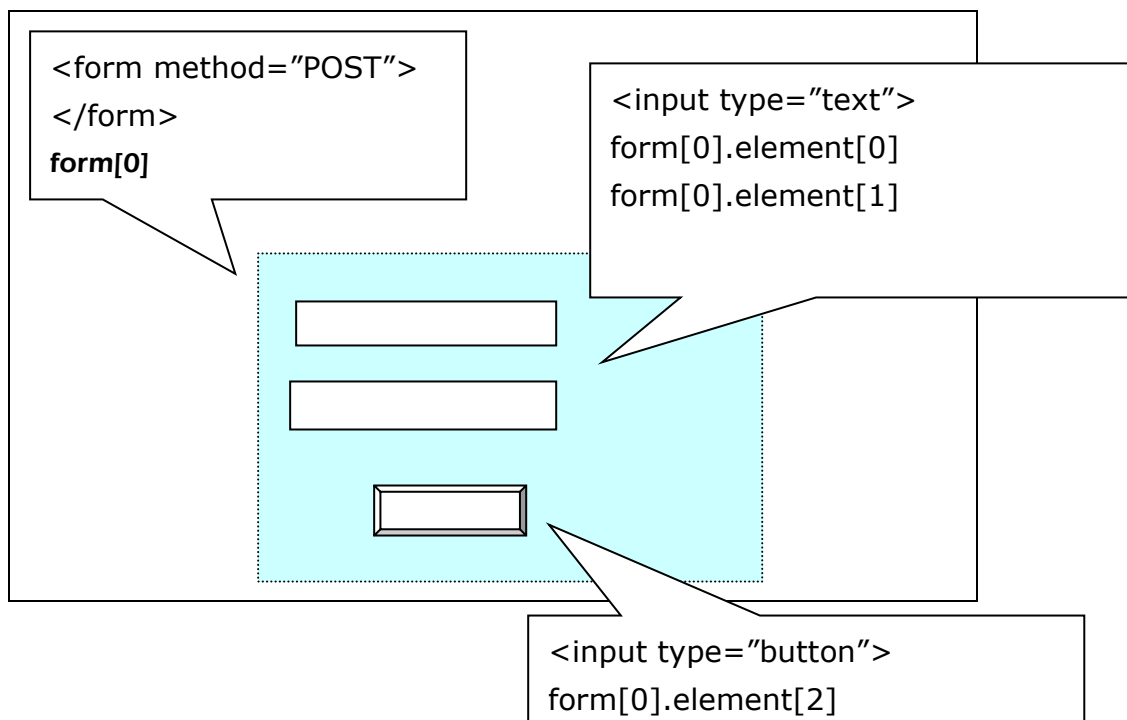 <form method=”POST”>
</form>
form[0]
<input type=”text”>
form[0].element[0]
form[0].element[1]
<input type=”button”>
form[0].element[2]